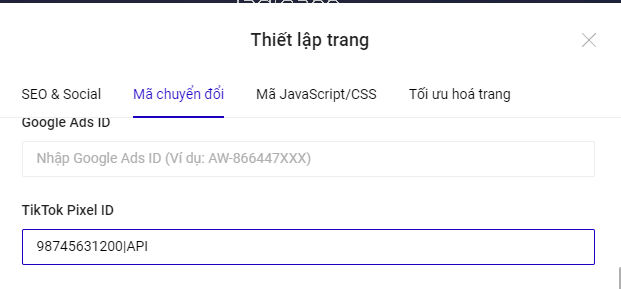 Thiết lập trang
SEO & Social
Mã chuyển đổi
Mã JavaScript/CSS
Tối ưu hoá trang
Google Ads ID
Nhập Google Ads ID (Ví dụ: AW-866447XXX)
TikTok Pixel ID
98745631200|API